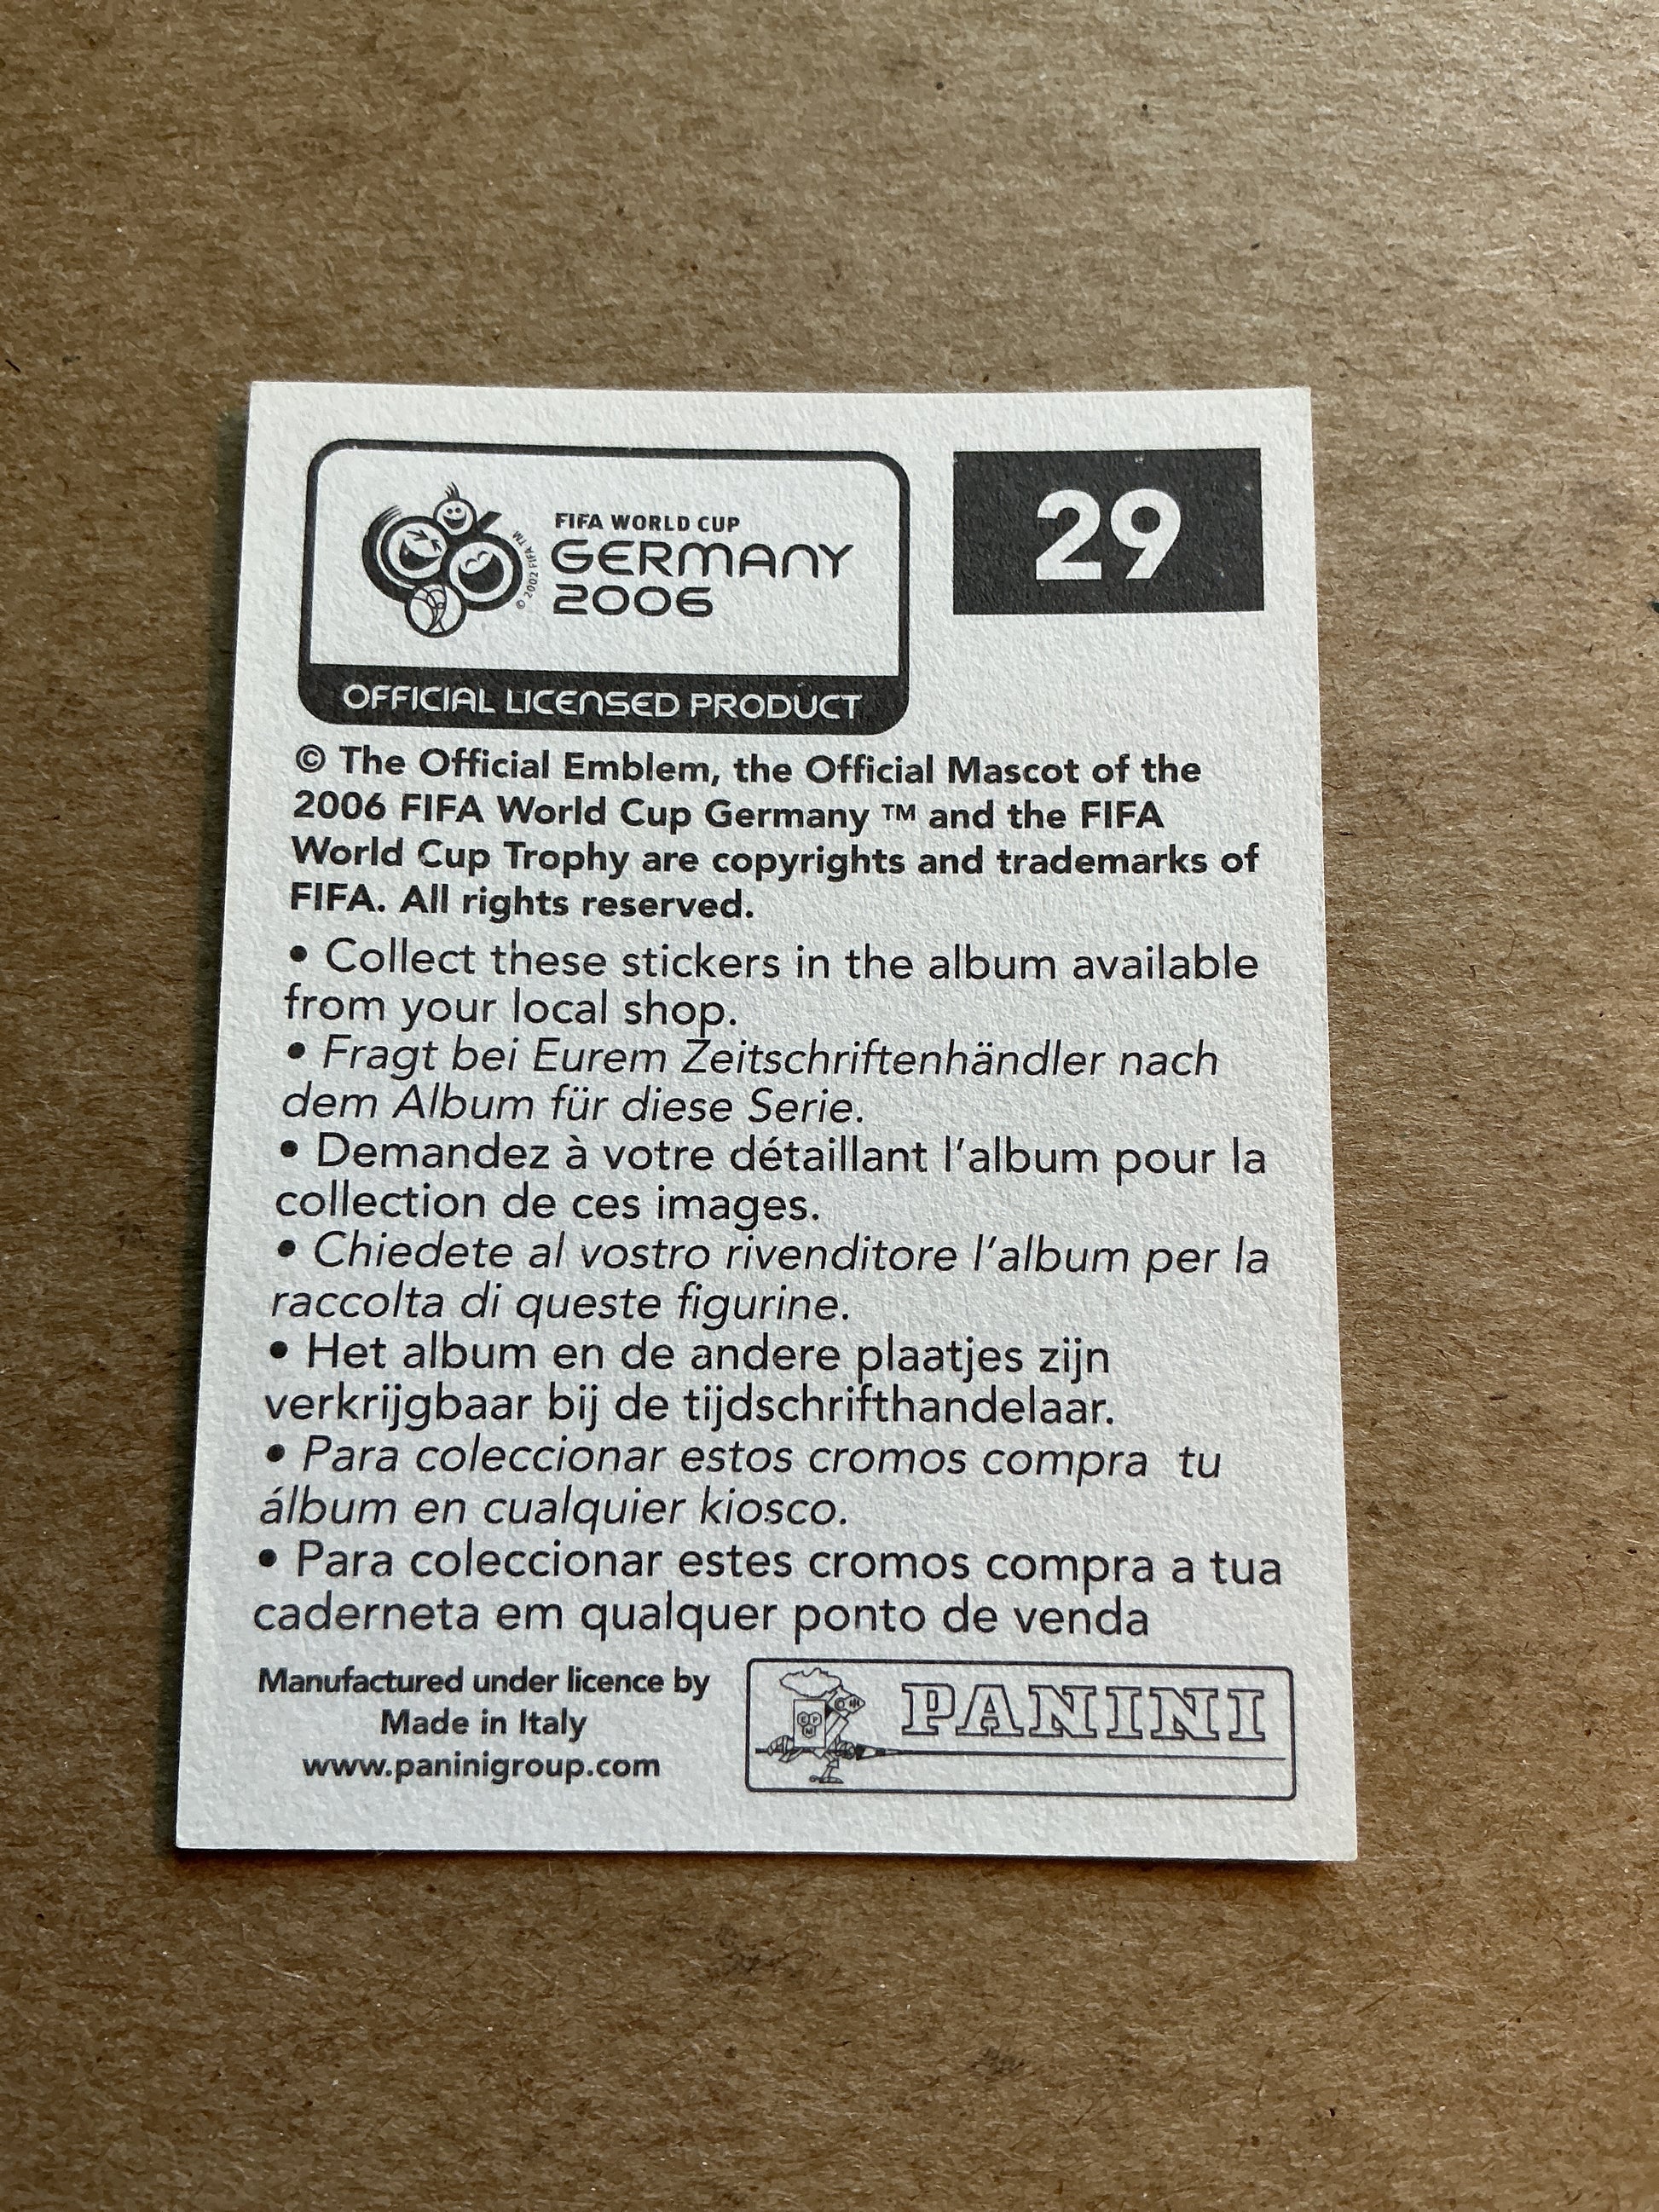 FIFA WORLD CUP
GERMANY
2006
© 2002 FIFA TM
29
OFFICIAL LICENSED PRODUCT
© The Official Emblem, the Official Mascot of the
2006 FIFA World Cup Germany ™ and the FIFA
World Cup Trophy are copyrights and trademarks of
FIFA. All rights reserved.
• Collect these stickers in the album available
from your local shop.
• Fragt bei Eurem Zeitschriftenhändler nach
dem Album für diese Serie.
• Demandez à votre détaillant l'album pour la
collection de ces images.
• Chiedete al vostro rivenditore l'album per la
raccolta di queste figurine.
• Het album en de andere plaatjes zijn
verkrijgbaar bij de tijdschrifthandelaar.
• Para coleccionar estos cromos compra  tu
álbum en cualquier kiosco.
• Para coleccionar estes cromos compra a tua
caderneta em qualquer ponto de venda
Manufactured under licence by
Made in Italy
www.paninigroup.com
PANINI